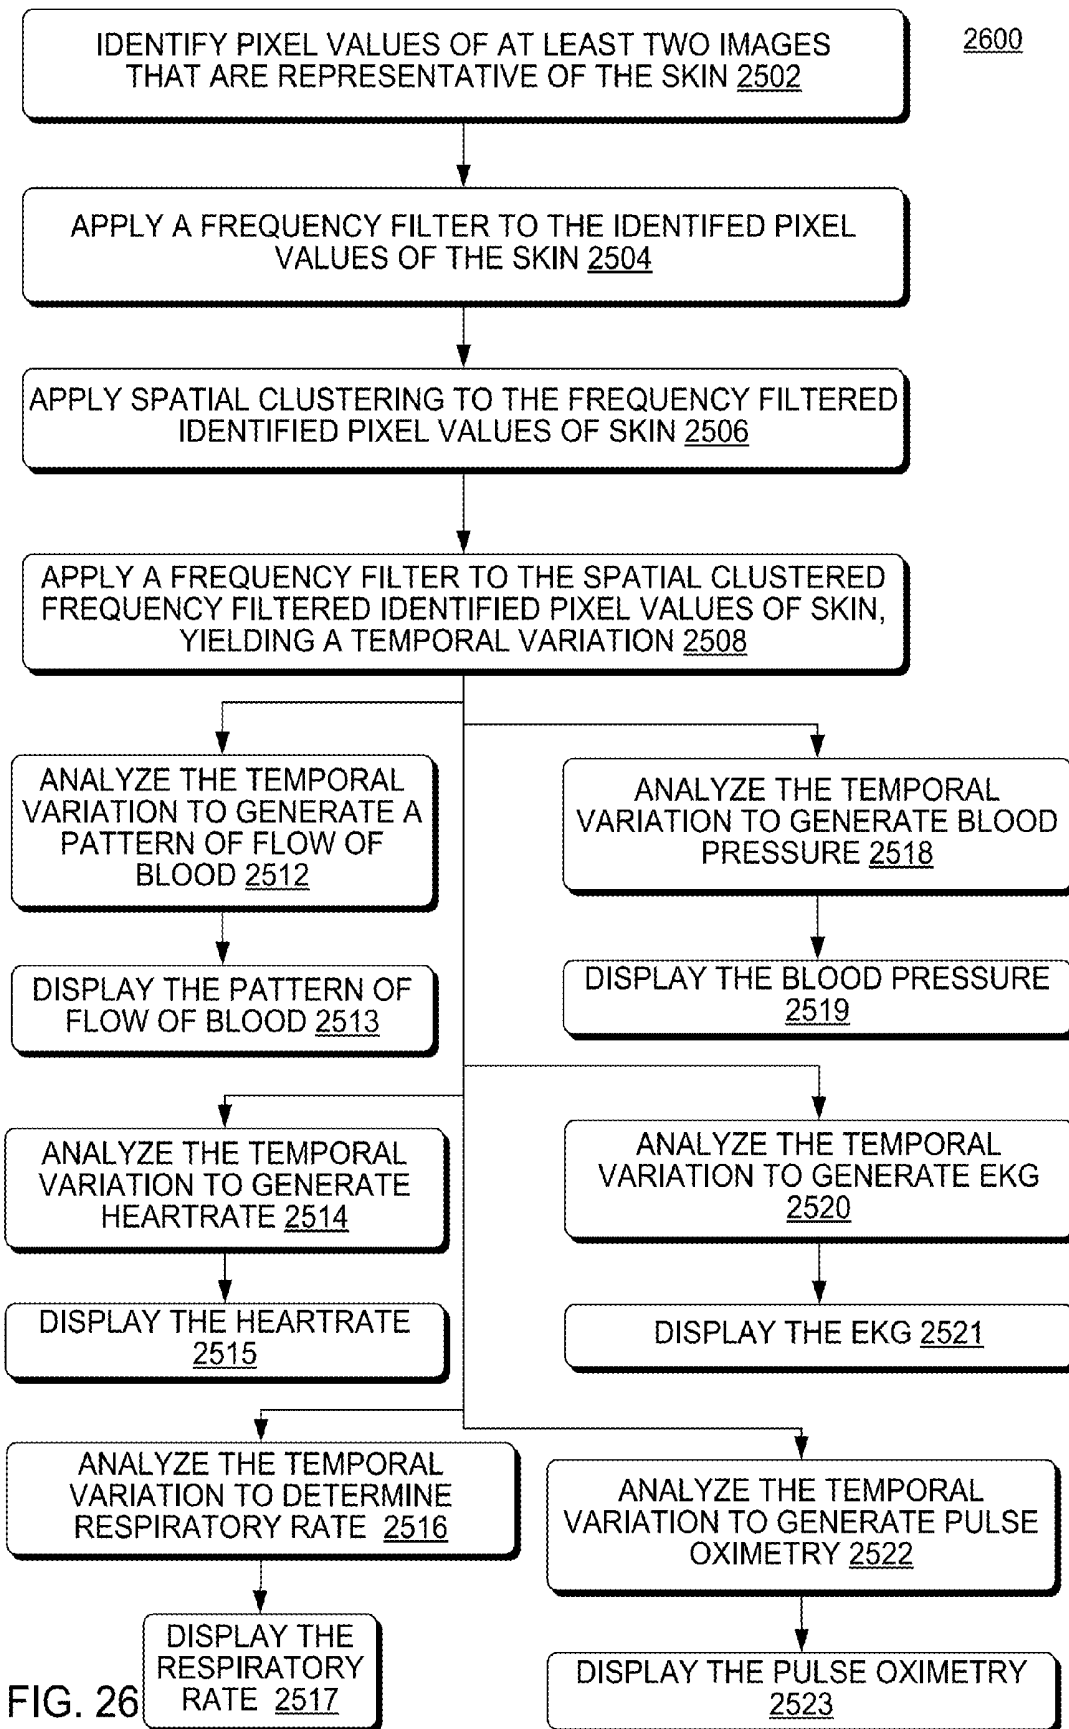 2600
IDENTIFY PIXEL VALUES OF AT LEAST TWO IMAGES
THAT ARE REPRESENTATIVE OF THE SKIN 2502
APPLY A FREQUENCY FILTER TO THE IDENTIFED PIXEL
VALUES OF THE SKIN 2504
APPLY SPATIAL CLUSTERING TO THE FREQUENCY FILTERED
IDENTIFIED PIXEL VALUES OF SKIN 2506
APPLY A FREQUENCY FILTER TO THE SPATIAL CLUSTERED
FREQUENCY FILTERED IDENTIFIED PIXEL VALUES OF SKIN,
YIELDING A TEMPORAL VARIATION 2508
ANALYZE THE TEMPORAL
VARIATION TO GENERATE A
PATTERN OF FLOW OF
BLOOD 2512
ANALYZE THE TEMPORAL
VARIATION TO GENERATE BLOOD
PRESSURE 2518
DISPLAY THE PATTERN OF
FLOW OF BLOOD 2513
DISPLAY THE BLOOD PRESSURE
2519
ANALYZE THE TEMPORAL
VARIATION TO GENERATE
HEARTRATE 2514
ANALYZE THE TEMPORAL
VARIATION TO GENERATE EKG
2520
DISPLAY THE HEARTRATE
2515
DISPLAY THE EKG 2521
ANALYZE THE TEMPORAL
VARIATION TO DETERMINE
RESPIRATORY RATE 2516
ANALYZE THE TEMPORAL
VARIATION TO GENERATE PULSE
OXIMETRY 2522
DISPLAY THE
RESPIRATORY
RATE 2517
DISPLAY THE PULSE OXIMETRY
2523
FIG. 26